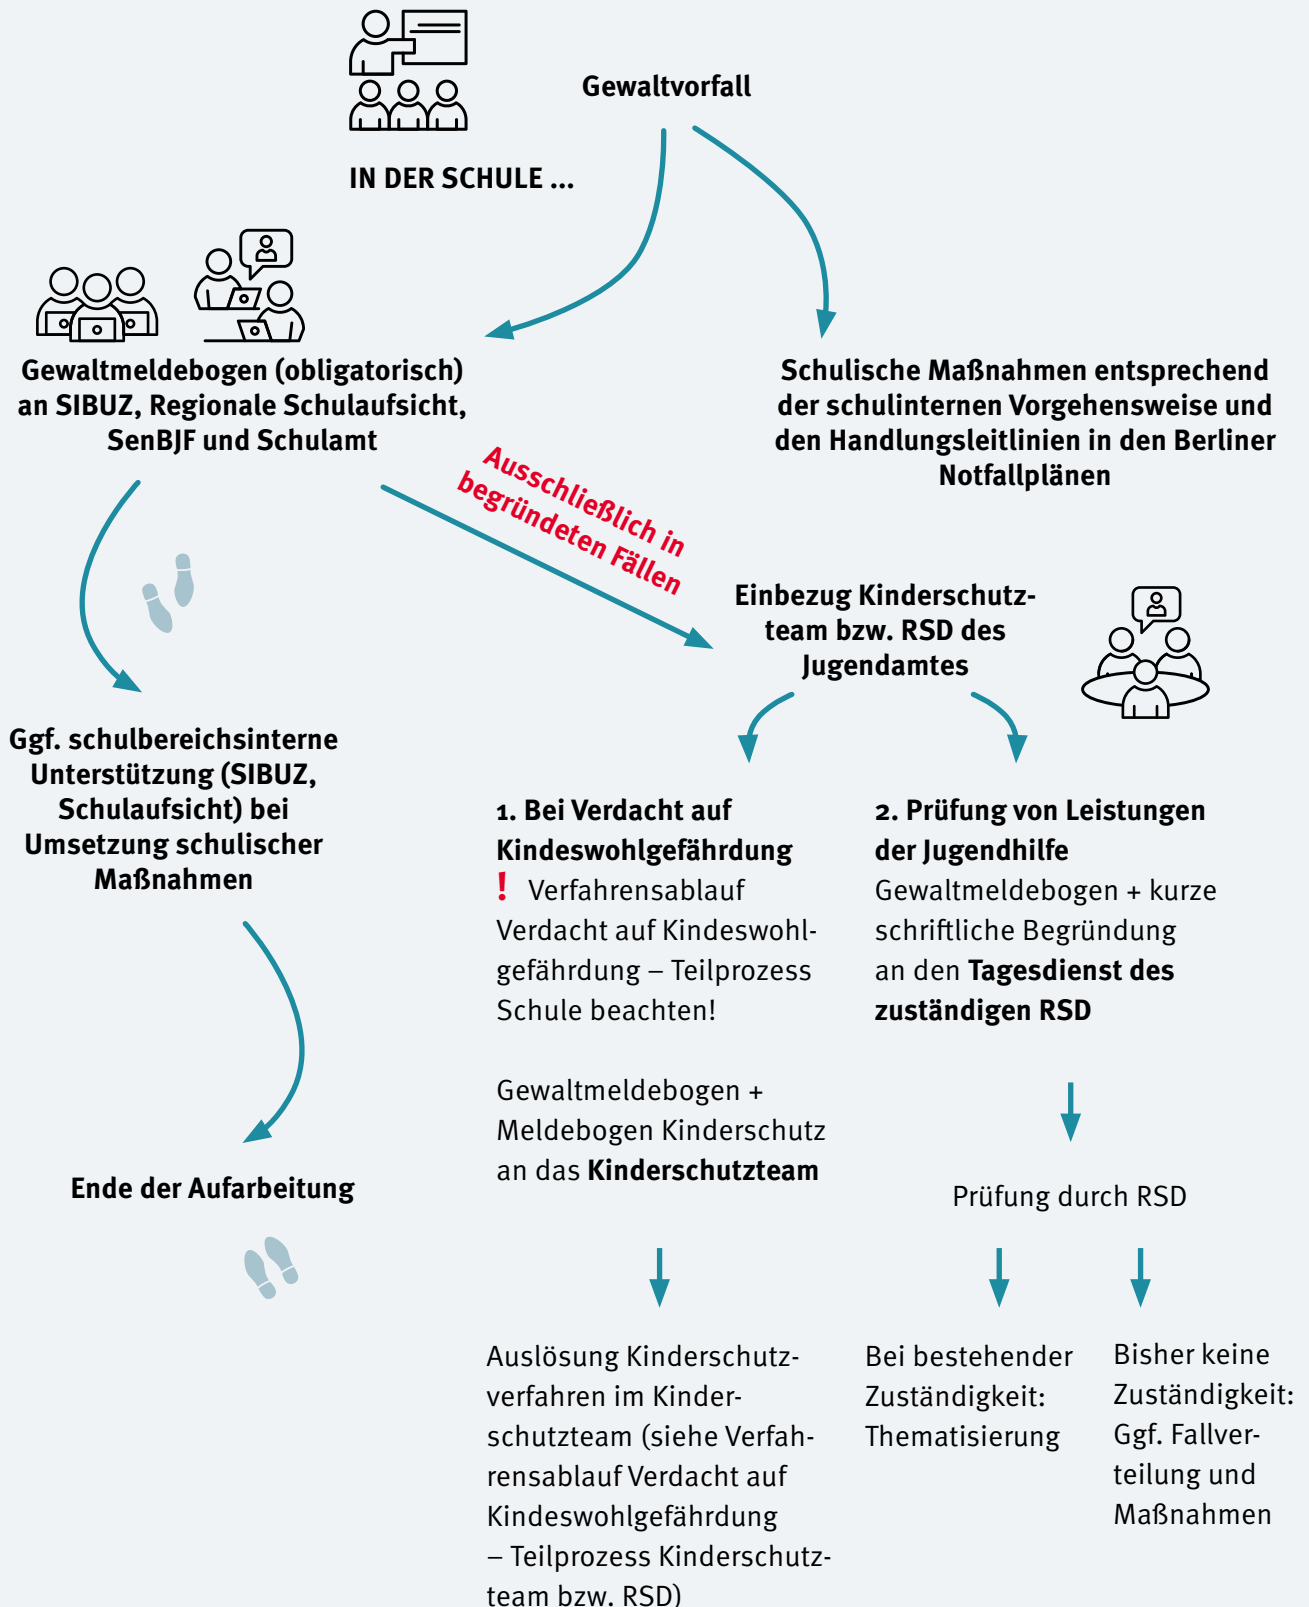 Gewaltvorfall
IN DER SCHULE ...
Gewaltmeldebogen (obligatorisch)
an SIBUZ, Regionale Schulaufsicht,
SenBJF und Schulamt
Schulische Maßnahmen entsprechend
der schulinternen Vorgehensweise und
den Handlungsleitlinien in den Berliner
Notfallplänen
Ausschließlich in
begründeten Fällen
Einbezug Kinderschutz-
team bzw. RSD des
Jugendamtes
Ggf. schulbereichsinterne
Unterstützung (SIBUZ,
Schulaufsicht) bei
Umsetzung schulischer
Maßnahmen
Ende der Aufarbeitung
1. Bei Verdacht auf
Kindeswohlgefährdung
! Verfahrensablauf
Verdacht auf Kindeswohl-
gefährdung – Teilprozess
Schule beachten!
Gewaltmeldebogen +
Meldebogen Kinderschutz
an das Kinderschutzteam
Auslösung Kinderschutz-
verfahren im Kinder-
schutzteam (siehe Verfah-
rensablauf Verdacht auf
Kindeswohlgefährdung
– Teilprozess Kinderschutz-
team bzw. RSD)
2. Prüfung von Leistungen
der Jugendhilfe
Gewaltmeldebogen + kurze
schriftliche Begründung
an den Tagesdienst des
zuständigen RSD
Prüfung durch RSD
Bei bestehender
Zuständigkeit:
Thematisierung
Bisher keine
Zuständigkeit:
Ggf. Fallver-
teilung und
Maßnahmen